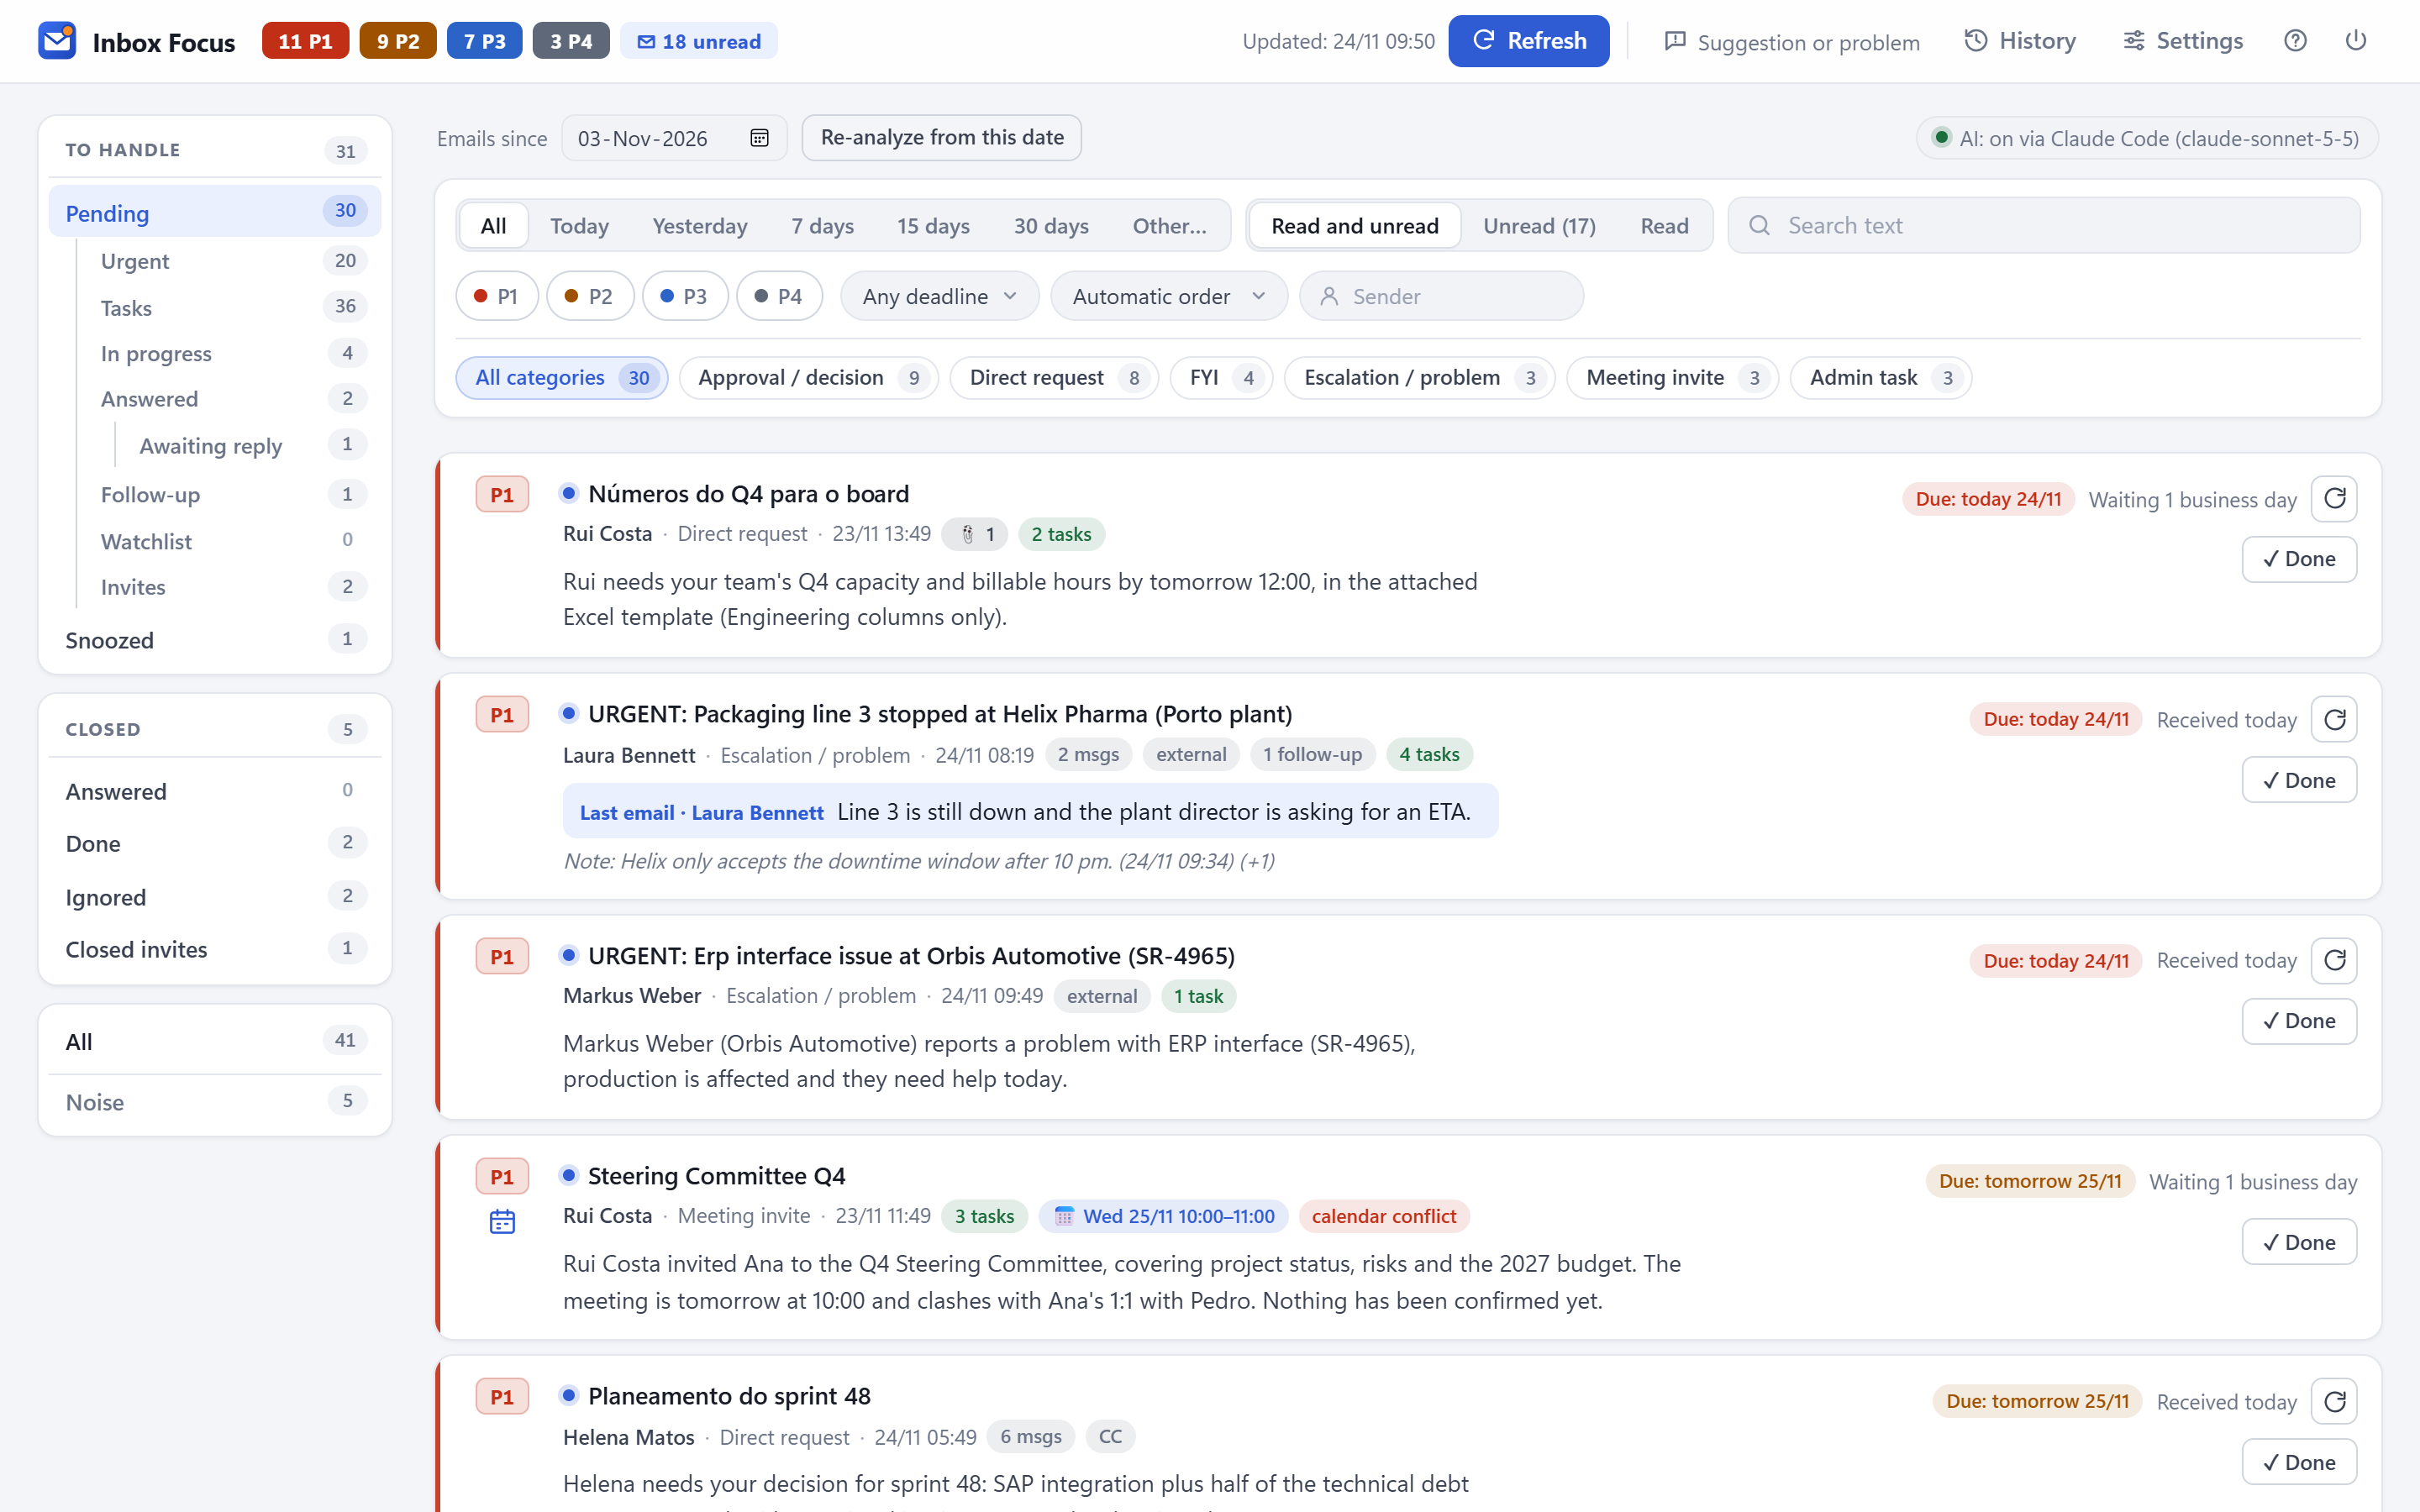 Inbox Focus 11 P1 9 P2 7 P3 3 P4 18 unread Updated: 24/11 09:50 Refresh Suggestion or problem History Settings
TO HANDLE 31
Pending 30
Urgent 20
Tasks 36
In progress 4
Answered 2
Awaiting reply 1
Follow-up 1
Watchlist 0
Invites 2
Snoozed 1
CLOSED 5
Answered 0
Done 2
Ignored 2
Closed invites 1
All 41
Noise 5
Emails since 03-Nov-2026 Re-analyze from this date AI: on via Claude Code (claude-sonnet-5-5)
All Today Yesterday 7 days 15 days 30 days Other... Read and unread Unread (17) Read Search text
P1 P2 P3 P4 Any deadline Automatic order Sender
All categories 30 Approval / decision 9 Direct request 8 FYI 4 Escalation / problem 3 Meeting invite 3 Admin task 3
P1 Números do Q4 para o board Due: today 24/11 Waiting 1 business day
Rui Costa · Direct request · 23/11 13:49 1 2 tasks
✓ Done
Rui needs your team's Q4 capacity and billable hours by tomorrow 12:00, in the attached
Excel template (Engineering columns only).
P1 URGENT: Packaging line 3 stopped at Helix Pharma (Porto plant) Due: today 24/11 Received today
Laura Bennett · Escalation / problem · 24/11 08:19 2 msgs external 1 follow-up 4 tasks
✓ Done
Last email · Laura Bennett Line 3 is still down and the plant director is asking for an ETA.
Note: Helix only accepts the downtime window after 10 pm. (24/11 09:34) (+1)
P1 URGENT: Erp interface issue at Orbis Automotive (SR-4965) Due: today 24/11 Received today
Markus Weber · Escalation / problem · 24/11 09:49 external 1 task
✓ Done
Markus Weber (Orbis Automotive) reports a problem with ERP interface (SR-4965),
production is affected and they need help today.
P1 Steering Committee Q4 Due: tomorrow 25/11 Waiting 1 business day
Rui Costa · Meeting invite · 23/11 11:49 3 tasks Wed 25/11 10:00–11:00 calendar conflict
✓ Done
Rui Costa invited Ana to the Q4 Steering Committee, covering project status, risks and the 2027 budget. The
meeting is tomorrow at 10:00 and clashes with Ana's 1:1 with Pedro. Nothing has been confirmed yet.
P1 Planeamento do sprint 48 Due: tomorrow 25/11 Received today
Helena Matos · Direct request · 24/11 05:49 6 msgs CC
✓ Done
Helena needs your decision for sprint 48: SAP integration plus half of the technical debt